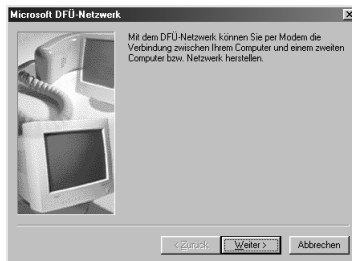 Microsoft DFÜ-Netzwerk
Mit dem DFÜ-Netzwerk können Sie per Modem die
Verbindung zwischen Ihrem Computer und einem zweiten
Computer bzw. Netzwerk herstellen.
< Zurück Weiter > Abbrechen